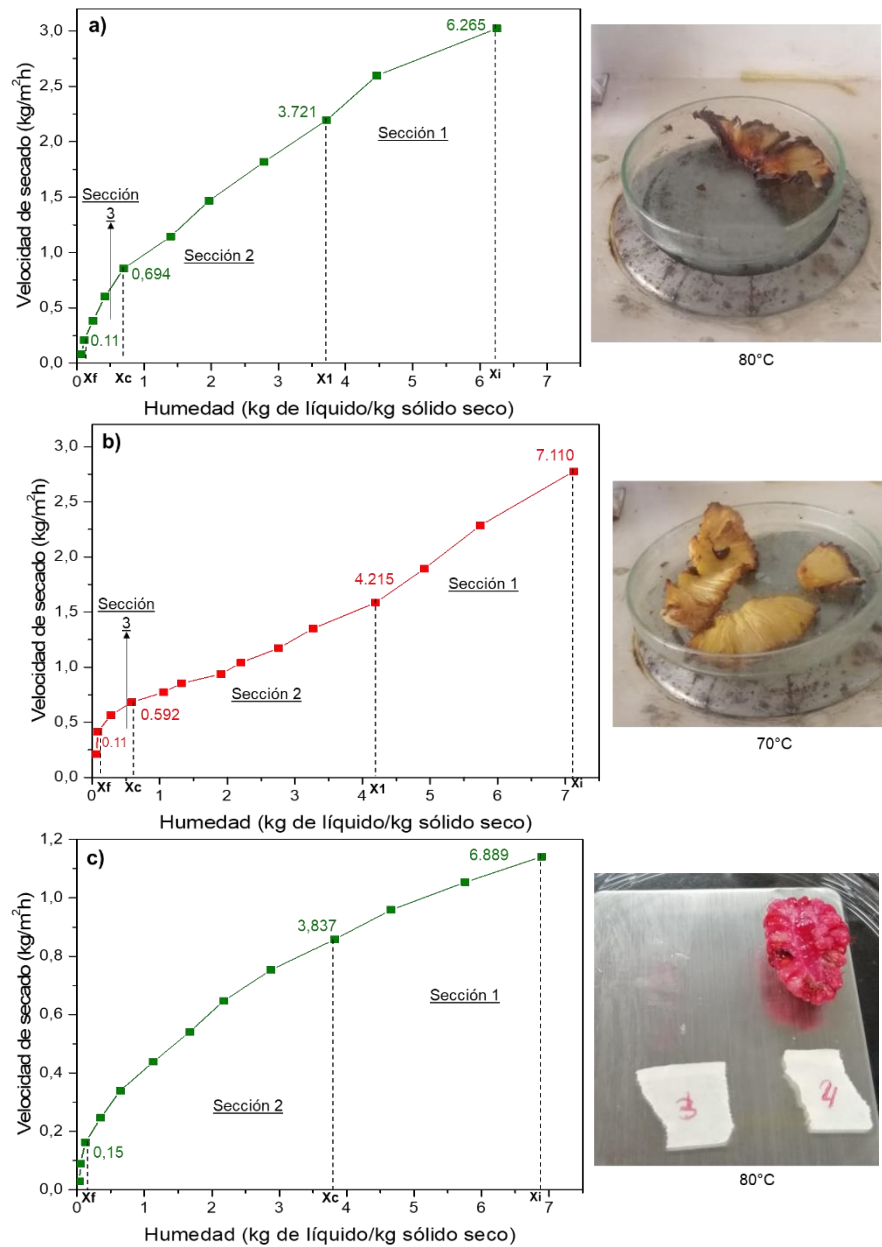 a)
Velocidad de secado (kg/m²h)
3,0
2,5
2,0
1,5
1,0
0,5
0,0
6.265
3.721
Sección 1
Sección
3
Sección 2
0,694
0.11
0 1 2 3 4 5 6 7
Xf Xc X1 Xi
Humedad (kg de líquido/kg sólido seco)
80°C
b)
Velocidad de secado (kg/m²h)
3,0
2,5
2,0
1,5
1,0
0,5
0,0
7.110
4.215
Sección 1
Sección
3
Sección 2
0.592
0.11
0 1 2 3 4 5 6 7
Xf Xc X1 Xi
Humedad (kg de líquido/kg sólido seco)
70°C
c)
Velocidad de secado (kg/m²h)
1,2
1,0
0,8
0,6
0,4
0,2
0,0
6.889
3,837
Sección 1
Sección 2
0,15
0 1 2 3 4 5 6 7
Xf Xc Xi
Humedad (kg de líquido/kg sólido seco)
3 4
80°C